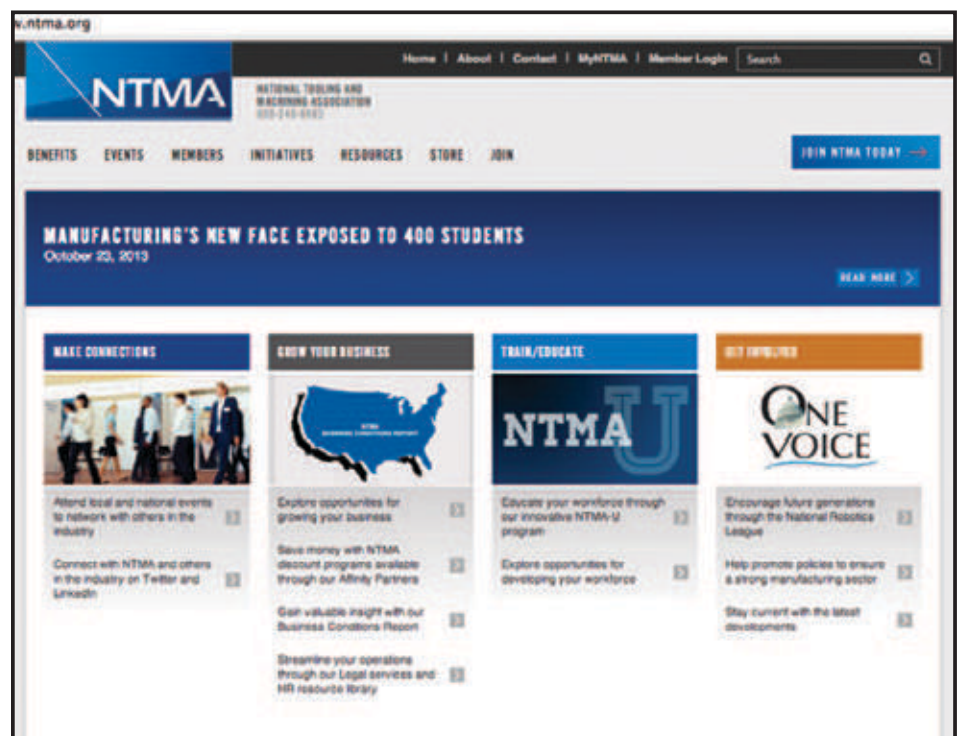 w.ntma.org
Home | About | Contact | MyNTMA | Member Login Search
NTMA
NATIONAL TOOLING AND
MACHINING ASSOCIATION
BENEFITS EVENTS MEMBERS INITIATIVES RESOURCES STORE JOIN
JOIN NTMA TODAY
MANUFACTURING'S NEW FACE EXPOSED TO 400 STUDENTS
October 23, 2013
READ MORE
MAKE CONNECTIONS
Attend local and national events
to network with others in the
industry
Connect with NTMA and others
in the industry on Twitter and
LinkedIn
GROW YOUR BUSINESS
NTMA
BUSINESS CONDITIONS REPORT
Explore opportunities for
growing your business
Save money with NTMA
discount programs available
through our Affinity Partners
Gain valuable insight with our
Business Conditions Report
Streamline your operations
through our Legal services and
HR resource library
TRAIN/EDUCATE
NTMA U
Educate your workforce through
our innovative NTMA-U
program
Explore opportunities for
developing your workforce
GET INVOLVED
ONE
VOICE
Encourage future generations
through the National Robotics
League
Help promote policies to ensure
a strong manufacturing sector
Stay current with the latest
developments